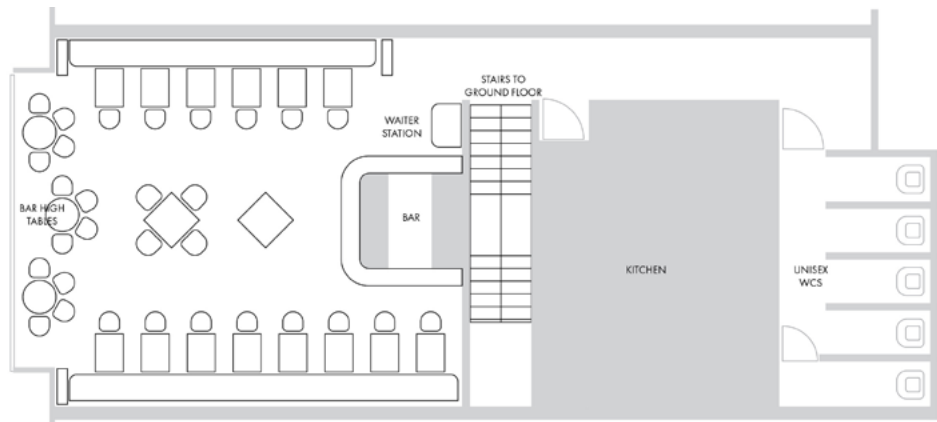 STAIRS TO
GROUND FLOOR
WAITER
STATION
BAR HIGH
TABLES
BAR
KITCHEN
UNISEX
WCS